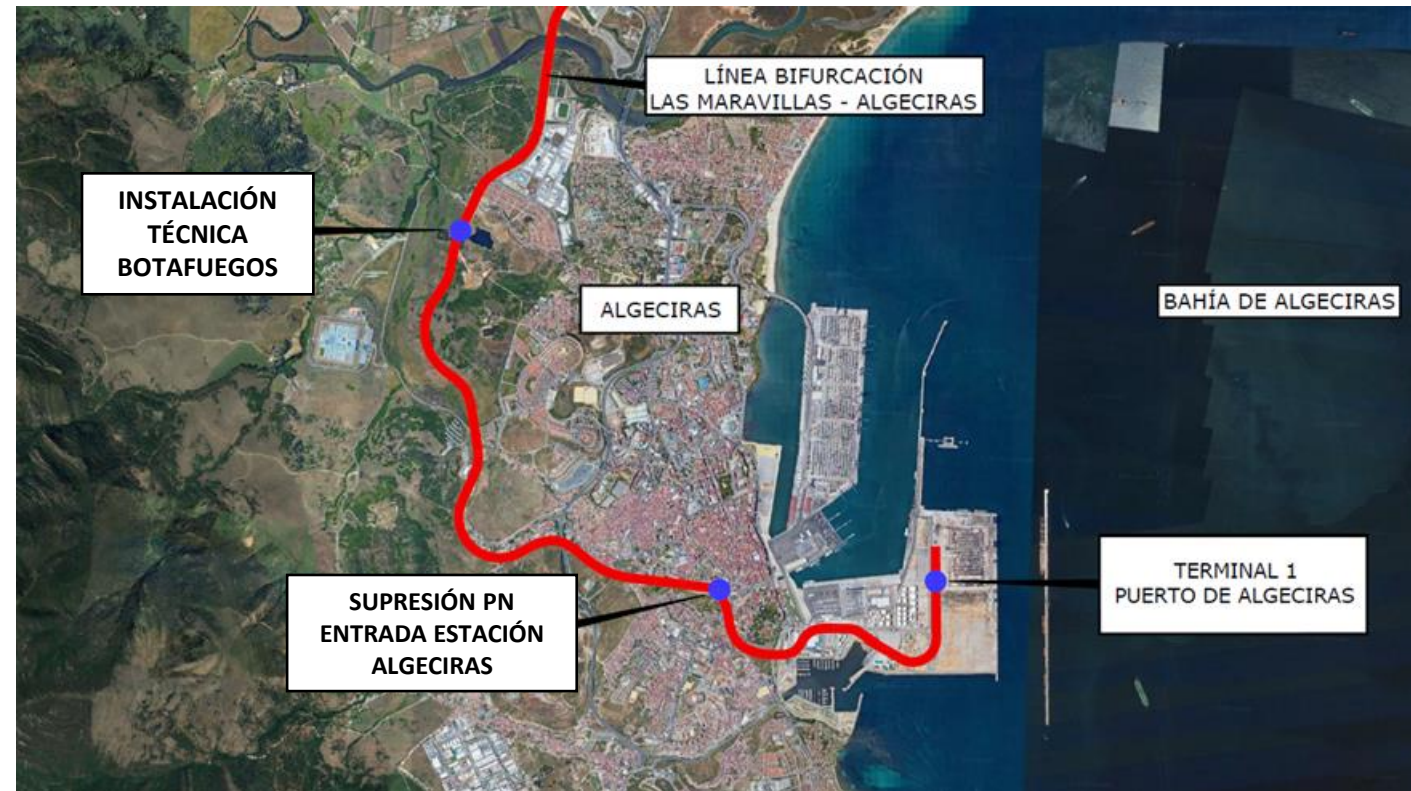 LÍNEA BIFURCACIÓN
LAS MARAVILLAS - ALGECIRAS
INSTALACIÓN
TÉCNICA
BOTAFUEGOS
ALGECIRAS
BAHÍA DE ALGECIRAS
SUPRESIÓN PN
ENTRADA ESTACIÓN
ALGECIRAS
TERMINAL 1
PUERTO DE ALGECIRAS